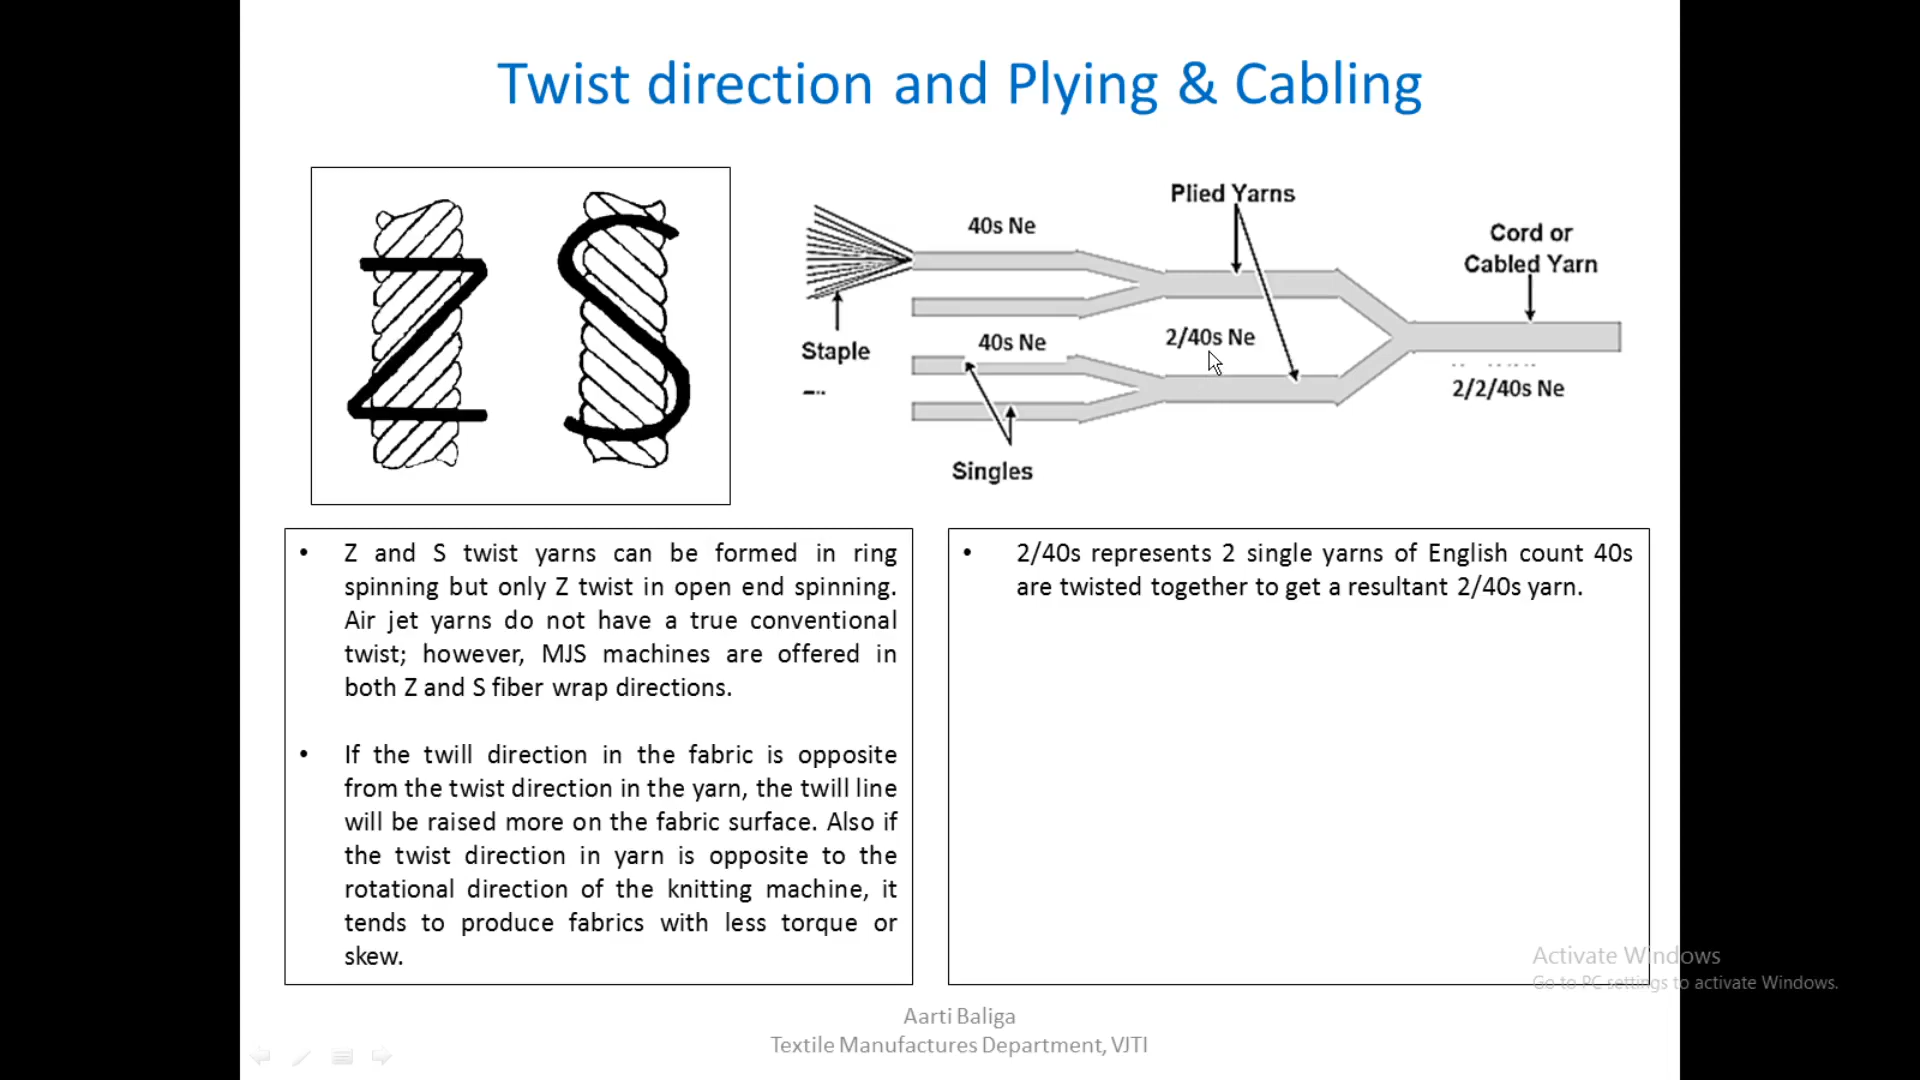 Twist direction and Plying & Cabling
Plied Yarns
40s Ne
Cord or
Cabled Yarn
Staple
40s Ne
2/40s Ne
2/2/40s Ne
Singles
• Z and S twist yarns can be formed in ring
spinning but only Z twist in open end spinning.
Air jet yarns do not have a true conventional
twist; however, MJS machines are offered in
both Z and S fiber wrap directions.
• If the twill direction in the fabric is opposite
from the twist direction in the yarn, the twill line
will be raised more on the fabric surface. Also if
the twist direction in yarn is opposite to the
rotational direction of the knitting machine, it
tends to produce fabrics with less torque or
skew.
• 2/40s represents 2 single yarns of English count 40s
are twisted together to get a resultant 2/40s yarn.
Activate Windows
Go to PC settings to activate Windows.
Aarti Baliga
Textile Manufactures Department, VJTI